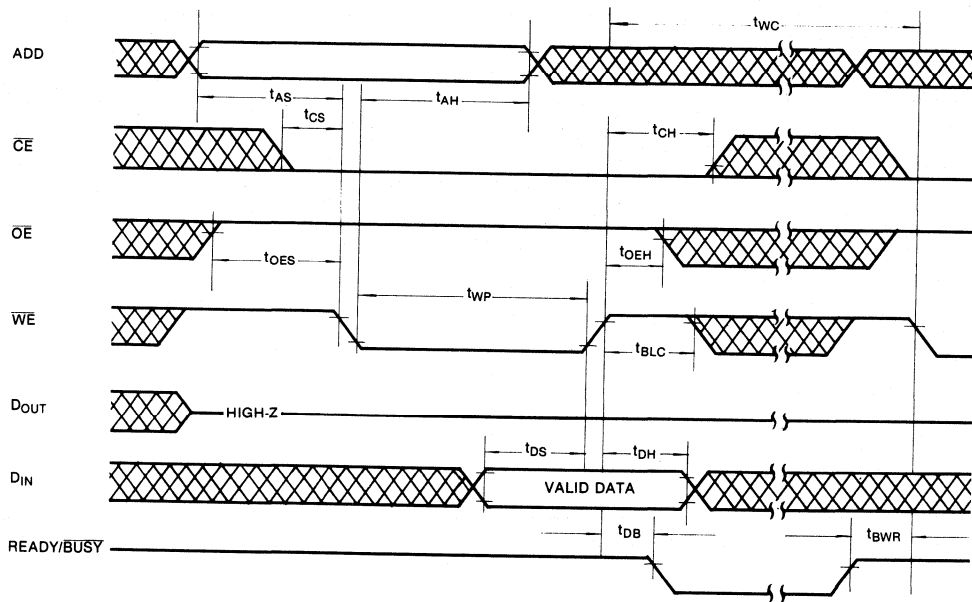 tWC
ADD
tAS
tAH
tCS
CE
tCH
OE
tOES
tOEH
tWP
WE
tBLC
DOUT
HIGH-Z
tDS
tDH
DIN
VALID DATA
tDB
tBWR
READY/BUSY